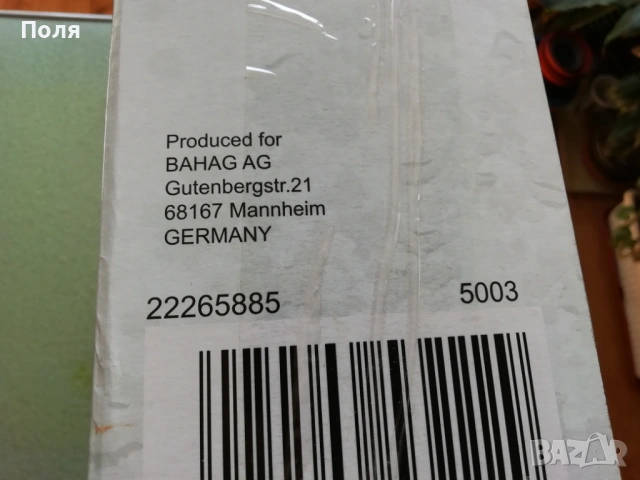 Поля
Produced for
BAHAG AG
Gutenbergstr.21
68167 Mannheim
GERMANY
22265885 5003
BAZAR